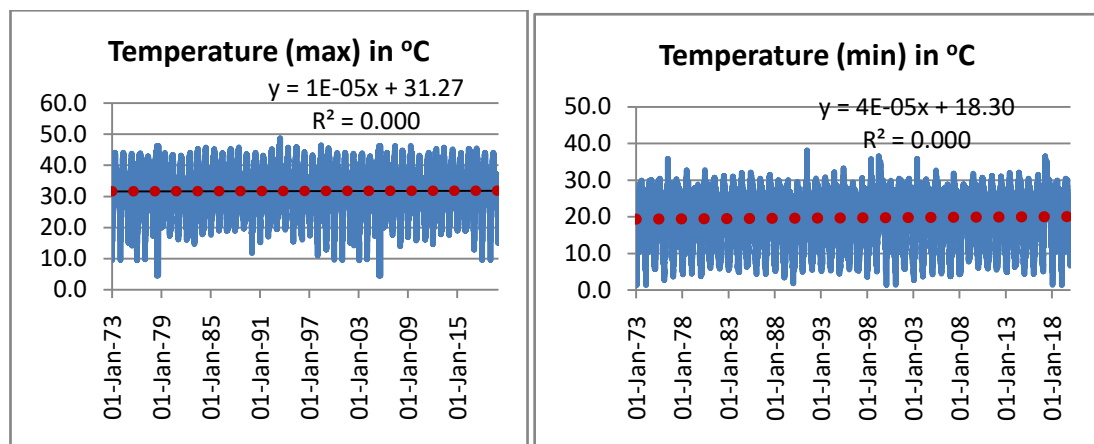 Temperature (max) in ºC
y = 1E-05x + 31.27
R² = 0.000
60.0
50.0
40.0
30.0
20.0
10.0
0.0
01-Jan-73
01-Jan-79
01-Jan-85
01-Jan-91
01-Jan-97
01-Jan-03
01-Jan-09
01-Jan-15
Temperature (min) in ºC
y = 4E-05x + 18.30
R² = 0.000
50.0
40.0
30.0
20.0
10.0
0.0
01-Jan-73
01-Jan-78
01-Jan-83
01-Jan-88
01-Jan-93
01-Jan-98
01-Jan-03
01-Jan-08
01-Jan-13
01-Jan-18